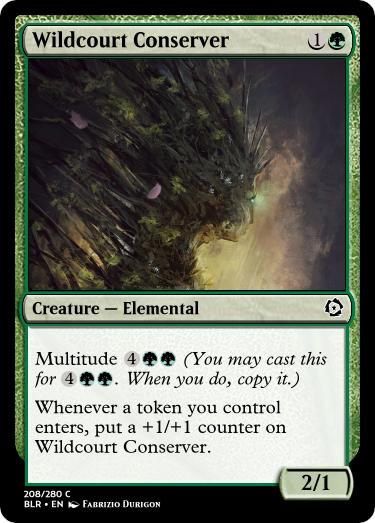 Wildcourt Conserver 1
Creature — Elemental
Multitude 4 (You may cast this
for 4. When you do, copy it.)
Whenever a token you control
enters, put a +1/+1 counter on
Wildcourt Conserver.
2/1
208/280 C
BLR • EN Fabrizio Durigon